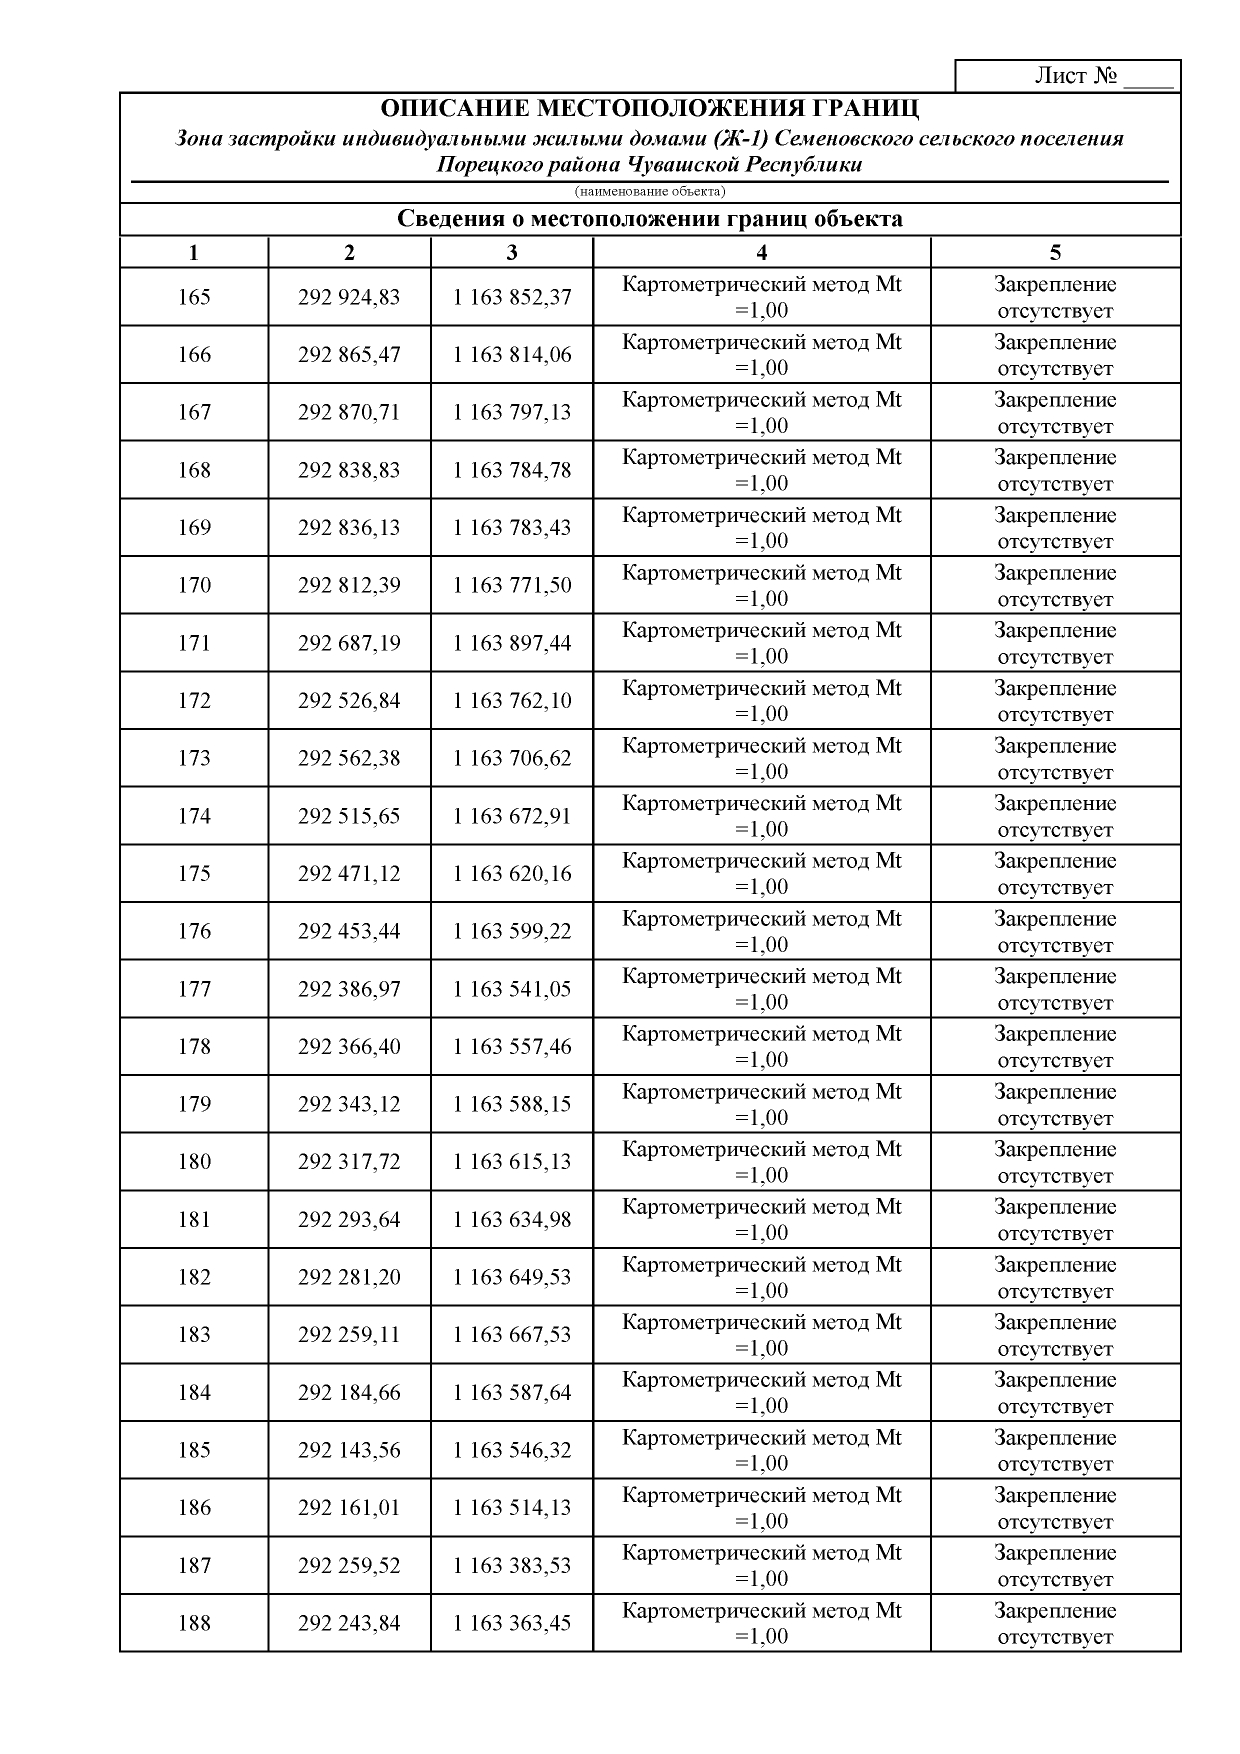 Лист № ____
ОПИСАНИЕ МЕСТОПОЛОЖЕНИЯ ГРАНИЦ
Зона застройки индивидуальными жилыми домами (Ж-1) Семеновского сельского поселения
Порецкого района Чувашской Республики
(наименование объекта)
Сведения о местоположении границ объекта
1 2 3 4 5
165 292 924,83 1 163 852,37 Картометрический метод Mt =1,00 Закрепление отсутствует
166 292 865,47 1 163 814,06 Картометрический метод Mt =1,00 Закрепление отсутствует
167 292 870,71 1 163 797,13 Картометрический метод Mt =1,00 Закрепление отсутствует
168 292 838,83 1 163 784,78 Картометрический метод Mt =1,00 Закрепление отсутствует
169 292 836,13 1 163 783,43 Картометрический метод Mt =1,00 Закрепление отсутствует
170 292 812,39 1 163 771,50 Картометрический метод Mt =1,00 Закрепление отсутствует
171 292 687,19 1 163 897,44 Картометрический метод Mt =1,00 Закрепление отсутствует
172 292 526,84 1 163 762,10 Картометрический метод Mt =1,00 Закрепление отсутствует
173 292 562,38 1 163 706,62 Картометрический метод Mt =1,00 Закрепление отсутствует
174 292 515,65 1 163 672,91 Картометрический метод Mt =1,00 Закрепление отсутствует
175 292 471,12 1 163 620,16 Картометрический метод Mt =1,00 Закрепление отсутствует
176 292 453,44 1 163 599,22 Картометрический метод Mt =1,00 Закрепление отсутствует
177 292 386,97 1 163 541,05 Картометрический метод Mt =1,00 Закрепление отсутствует
178 292 366,40 1 163 557,46 Картометрический метод Mt =1,00 Закрепление отсутствует
179 292 343,12 1 163 588,15 Картометрический метод Mt =1,00 Закрепление отсутствует
180 292 317,72 1 163 615,13 Картометрический метод Mt =1,00 Закрепление отсутствует
181 292 293,64 1 163 634,98 Картометрический метод Mt =1,00 Закрепление отсутствует
182 292 281,20 1 163 649,53 Картометрический метод Mt =1,00 Закрепление отсутствует
183 292 259,11 1 163 667,53 Картометрический метод Mt =1,00 Закрепление отсутствует
184 292 184,66 1 163 587,64 Картометрический метод Mt =1,00 Закрепление отсутствует
185 292 143,56 1 163 546,32 Картометрический метод Mt =1,00 Закрепление отсутствует
186 292 161,01 1 163 514,13 Картометрический метод Mt =1,00 Закрепление отсутствует
187 292 259,52 1 163 383,53 Картометрический метод Mt =1,00 Закрепление отсутствует
188 292 243,84 1 163 363,45 Картометрический метод Mt =1,00 Закрепление отсутствует